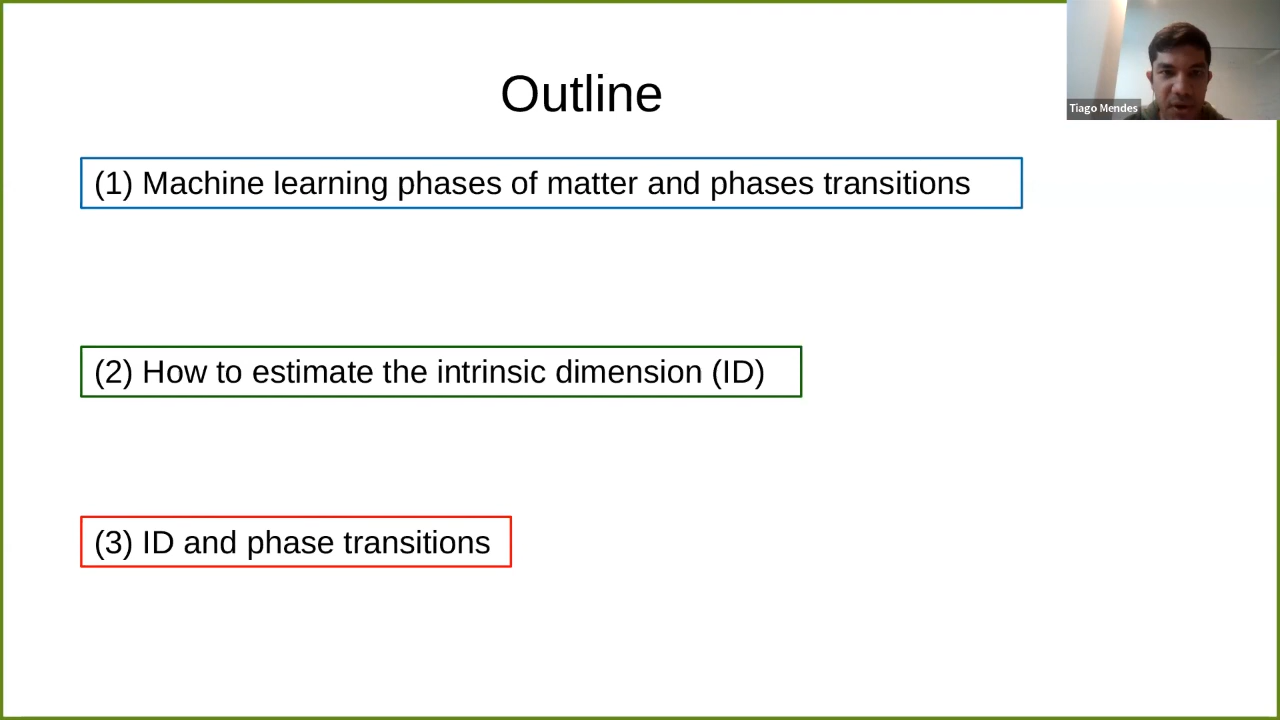 Outline
Tiago Mendes
(1) Machine learning phases of matter and phases transitions
(2) How to estimate the intrinsic dimension (ID)
(3) ID and phase transitions